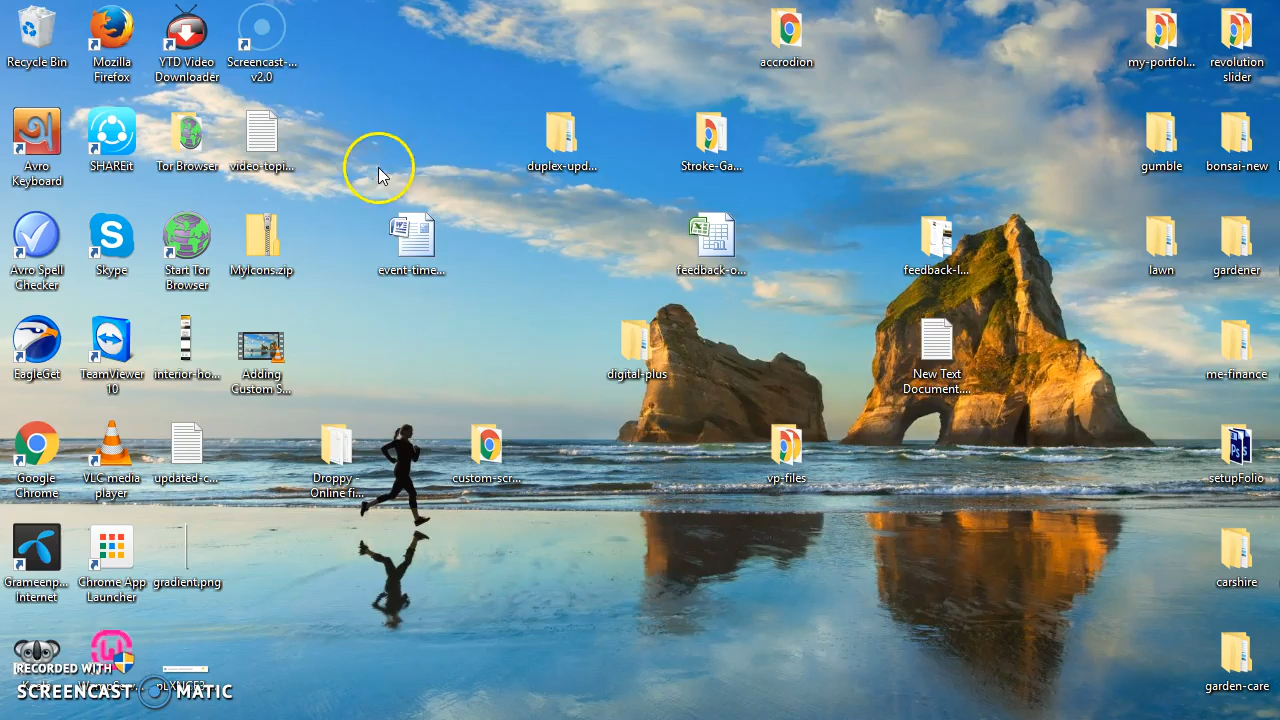 Recycle Bin
Mozilla
Firefox
YTD Video
Downloader
Screencast-...
v2.0
accrodion
my-portfol...
revolution
slider
Avro
Keyboard
SHAREit
Tor Browser
video-topi...
duplex-upd...
Stroke-Ga...
gumble
bonsai-new
Avro Spell
Checker
Skype
Start Tor
Browser
MyIcons.zip
event-time...
feedback-o...
feedback-l...
lawn
gardener
EagleGet
TeamViewer
10
interior-ho...
Adding
Custom S...
digital-plus
New Text
Document....
me-finance
Google
Chrome
VLC media
player
updated-c...
Droppy -
Online fi...
custom-scr...
vp-files
setupFolio
Grameenp...
Internet
Chrome App
Launcher
gradient.png
carshire
garden-care
RECORDED WITH
SCREENCAST MATIC